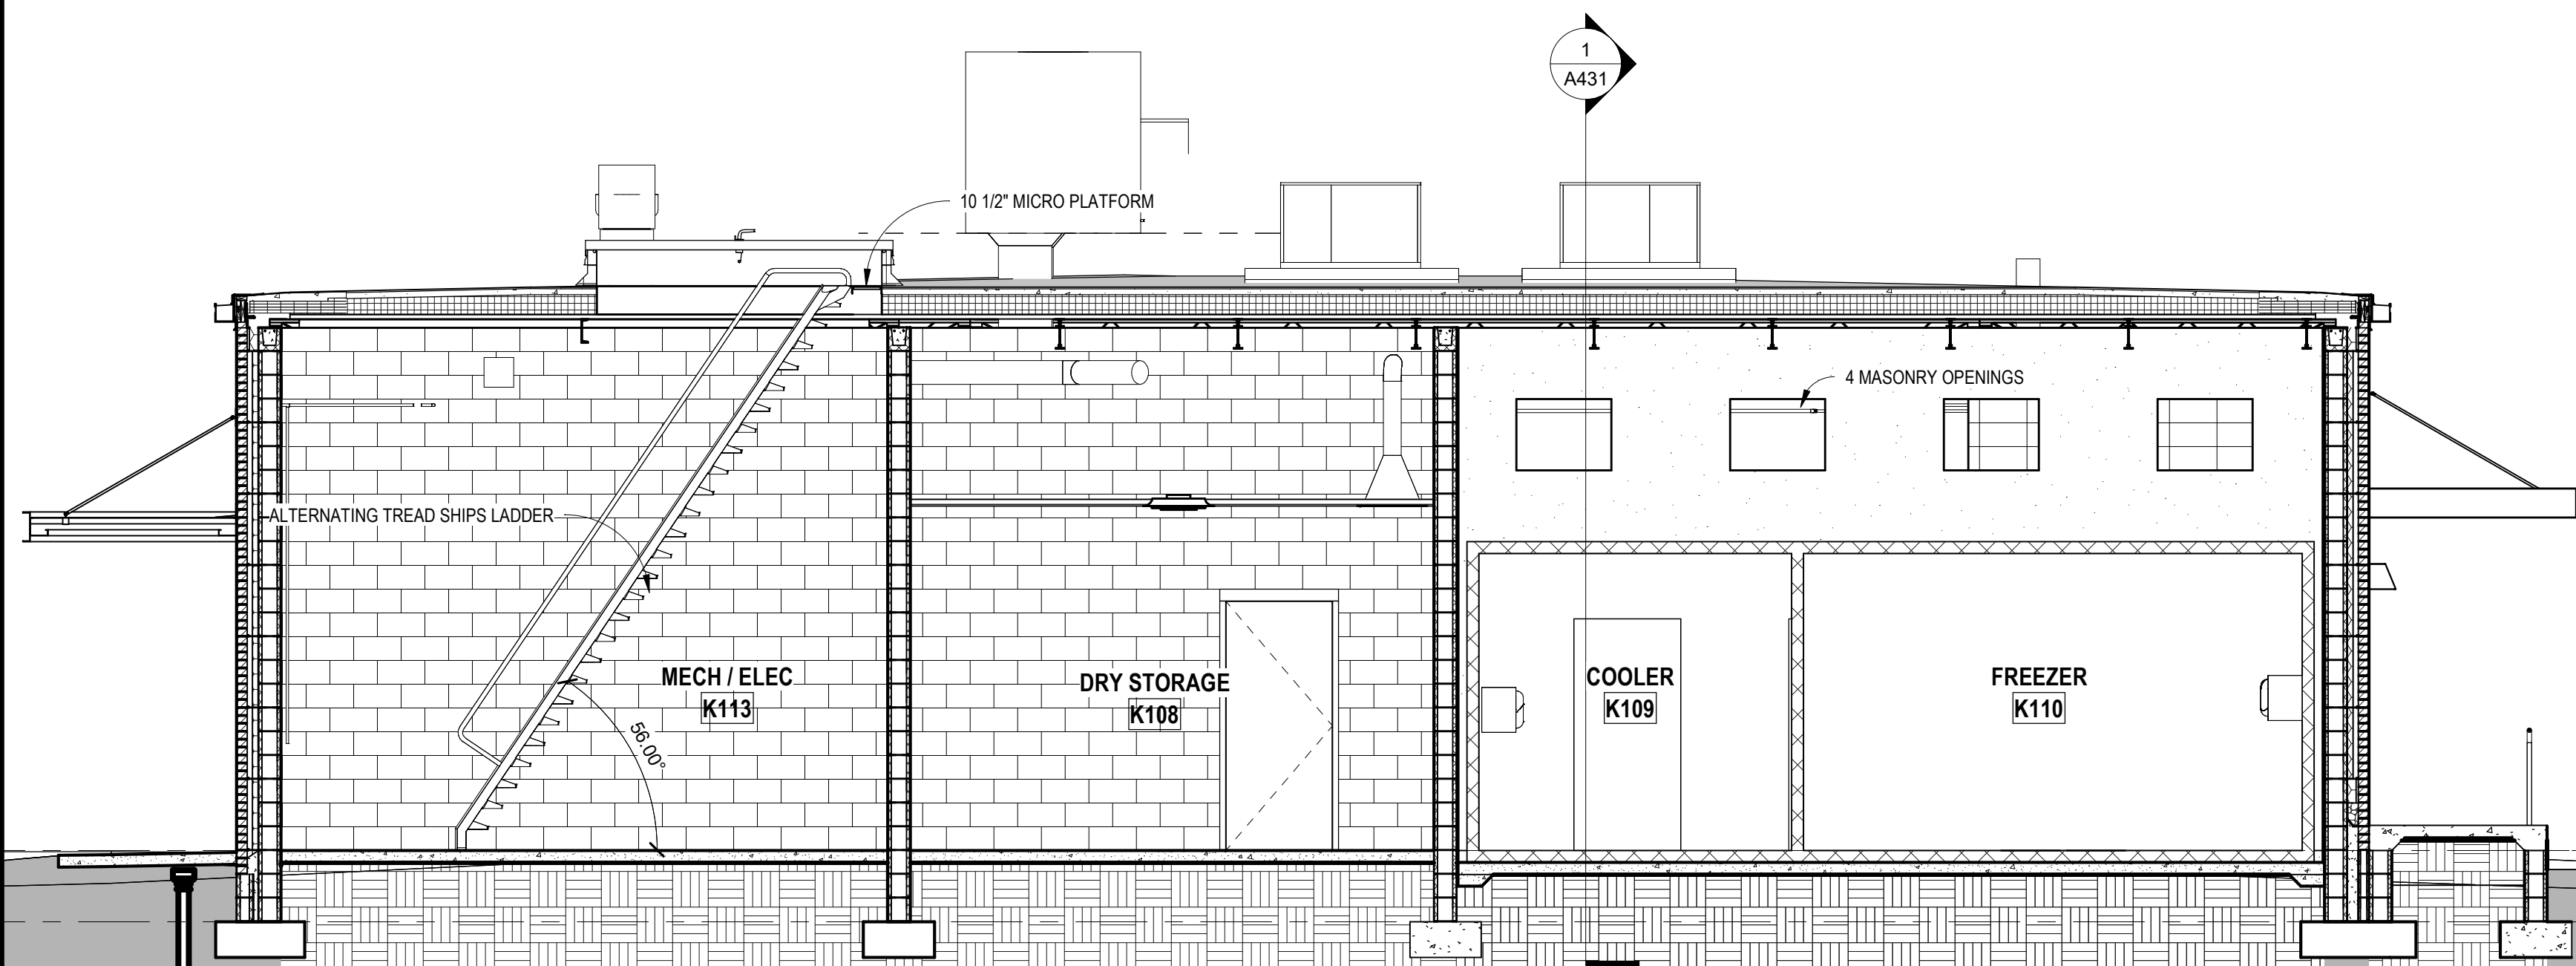 1
A431
10 1/2" MICRO PLATFORM
4 MASONRY OPENINGS
ALTERNATING TREAD SHIPS LADDER
MECH / ELEC
K113
DRY STORAGE
K108
COOLER
K109
FREEZER
K110
56.00°